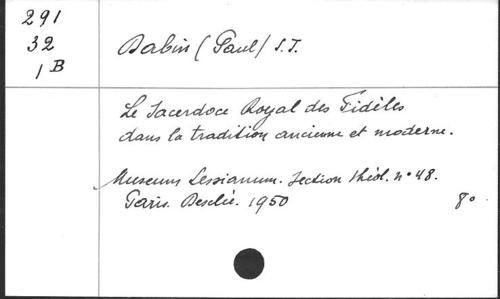 291
32
1 B
Dabin (Paul) S.J.
Le Sacerdoce Royal des Fidèles
dans la tradition ancienne et moderne.
Museum Lessianum. Section théol. n° 48.
Paris. Desclée. 1950 8°